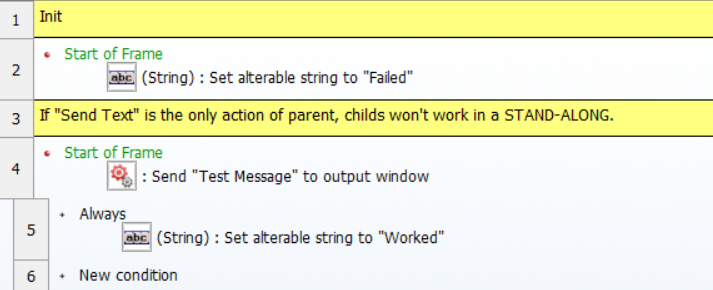 1 Init
Start of Frame
2 abc (String) : Set alterable string to "Failed"
3 If "Send Text" is the only action of parent, childs won't work in a STAND-ALONG.
Start of Frame
4 : Send "Test Message" to output window
Always
5 abc (String) : Set alterable string to "Worked"
6 New condition